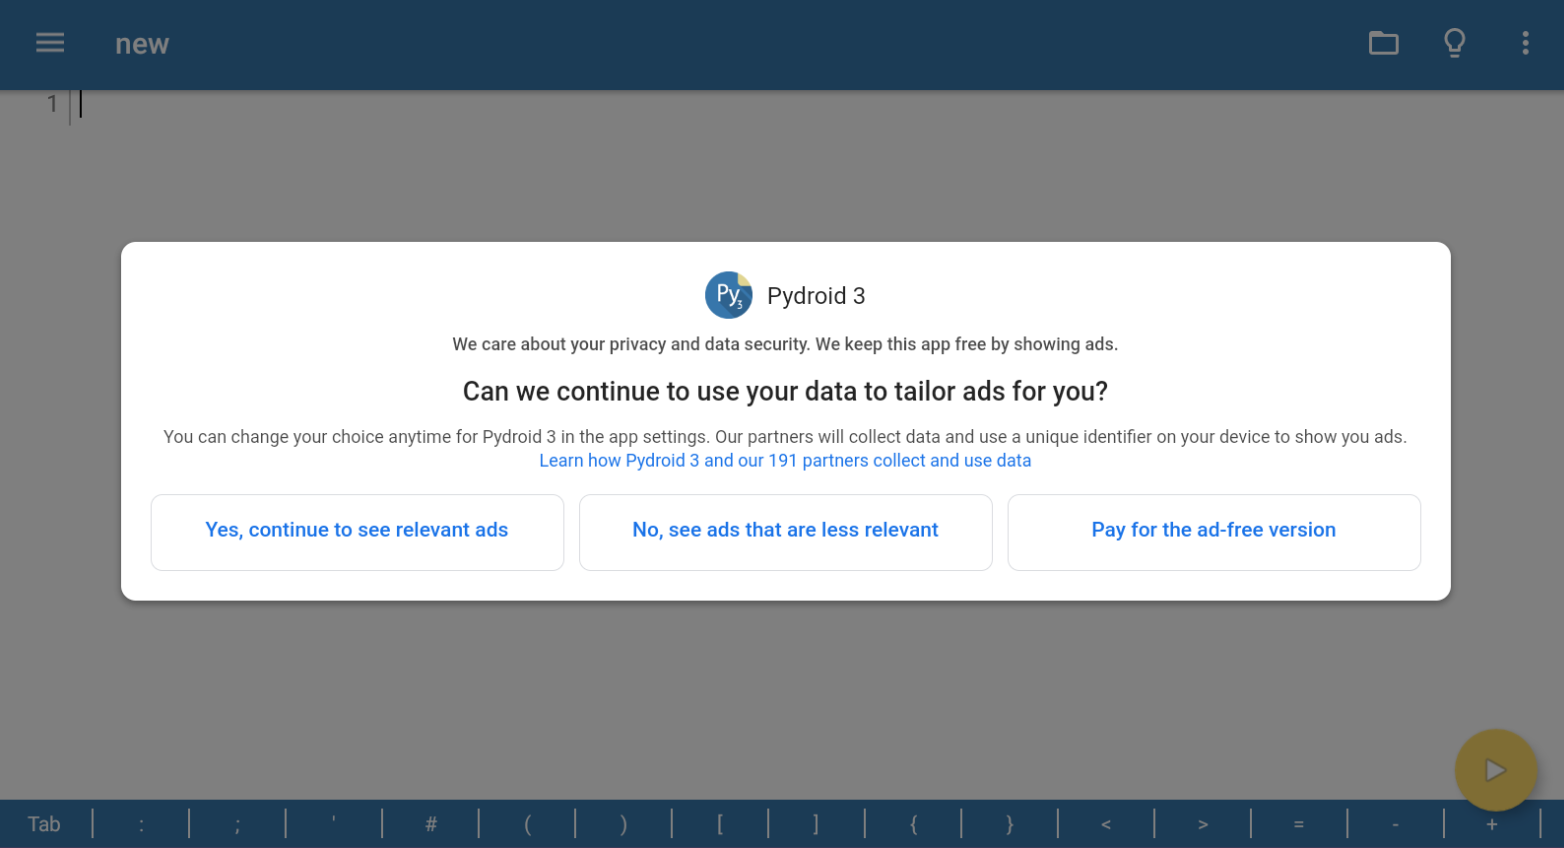 new
1
Py3 Pydroid 3
We care about your privacy and data security. We keep this app free by showing ads.
Can we continue to use your data to tailor ads for you?
You can change your choice anytime for Pydroid 3 in the app settings. Our partners will collect data and use a unique identifier on your device to show you ads.
Learn how Pydroid 3 and our 191 partners collect and use data
Yes, continue to see relevant ads
No, see ads that are less relevant
Pay for the ad-free version
Tab : ; ' # ( ) [ ] { } < > = - +